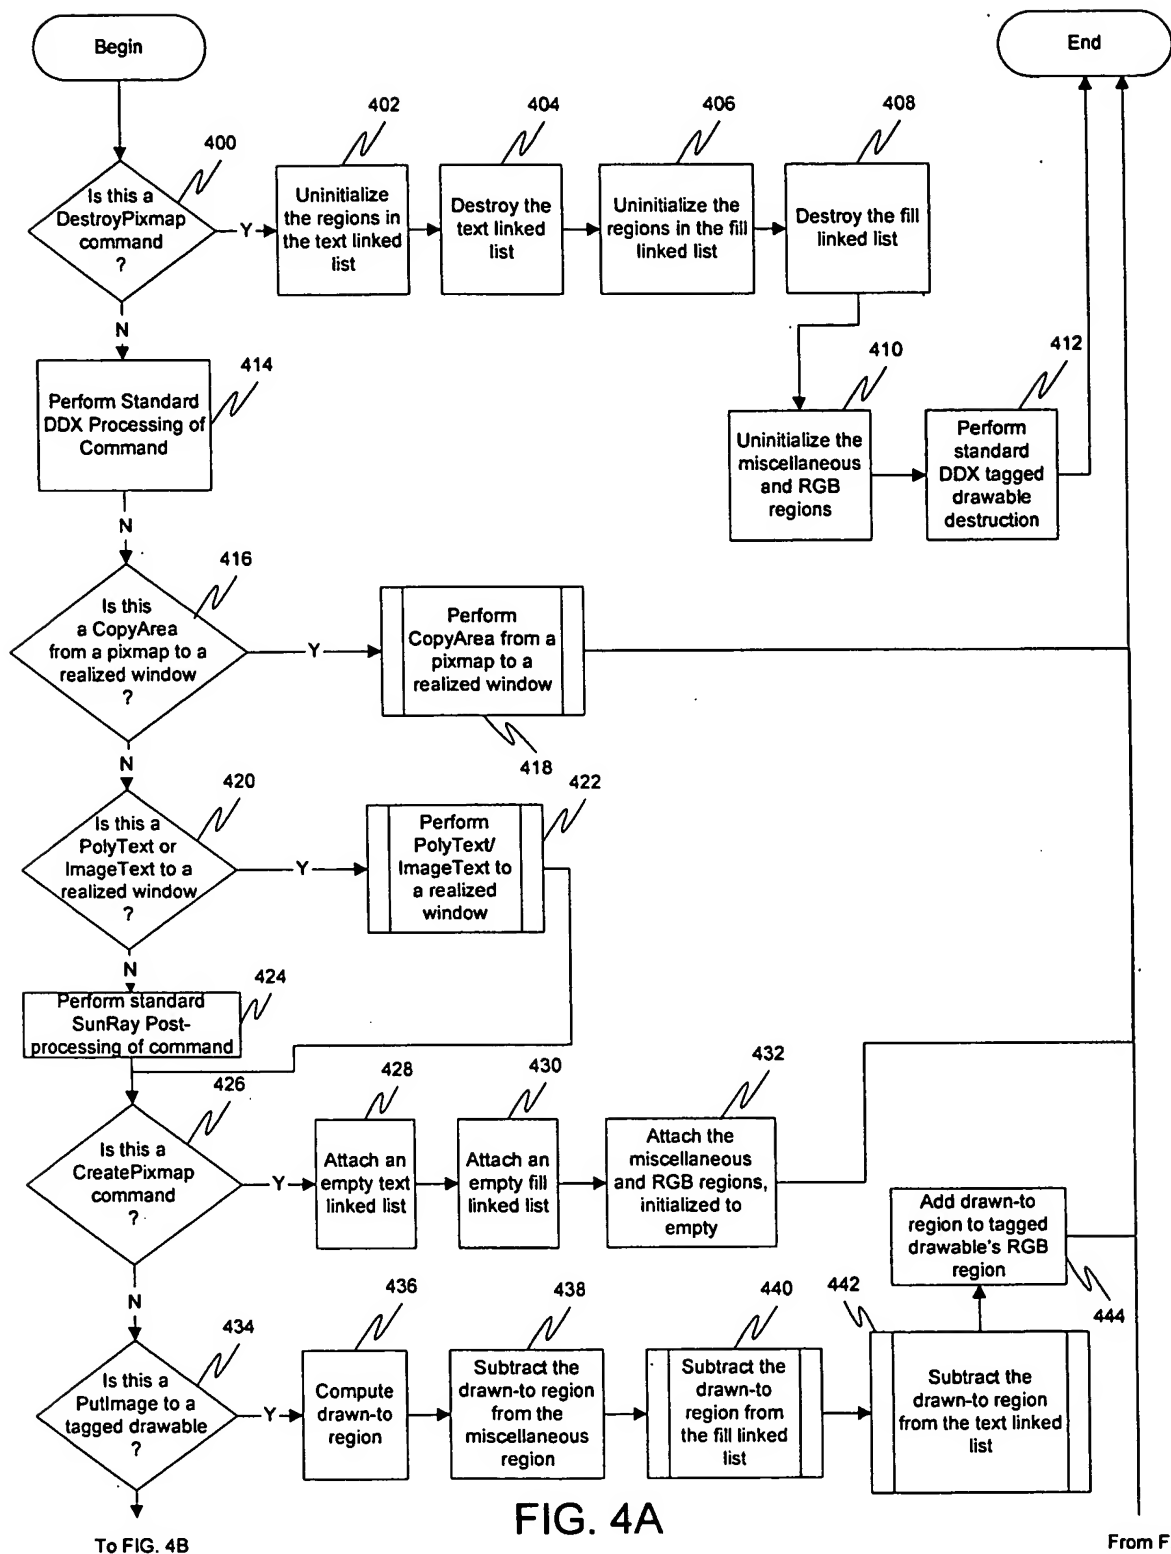 Begin
End
402
404
406
408
400
Is this a
DestroyPixmap
command
?
Y
Uninitialize
the regions in
the text linked
list
Destroy the
text linked
list
Uninitialize the
regions in the fill
linked list
Destroy the fill
linked list
N
414
Perform Standard
DDX Processing of
Command
410
412
Uninitialize the
miscellaneous
and RGB
regions
Perform
standard
DDX tagged
drawable
destruction
N
416
Is this
a CopyArea
from a pixmap to a
realized window
?
Y
Perform
CopyArea from a
pixmap to a
realized window
418
N
420
Is this a
PolyText or
ImageText to a
realized window
?
Y
422
Perform
PolyText/
ImageText to
a realized
window
N
424
Perform standard
SunRay Post-
processing of command
426
Is this a
CreatePixmap
command
?
Y
428
Attach an
empty text
linked list
430
Attach an
empty fill
linked list
432
Attach the
miscellaneous
and RGB regions,
initialized to
empty
Add drawn-to
region to tagged
drawable's RGB
region
444
N
434
Is this a
PutImage to a
tagged drawable
?
Y
436
Compute
drawn-to
region
438
Subtract the
drawn-to region
from the
miscellaneous
region
440
Subtract the
drawn-to
region from
the fill linked
list
442
Subtract the
drawn-to region
from the text linked
list
To FIG. 4B
FIG. 4A
From F